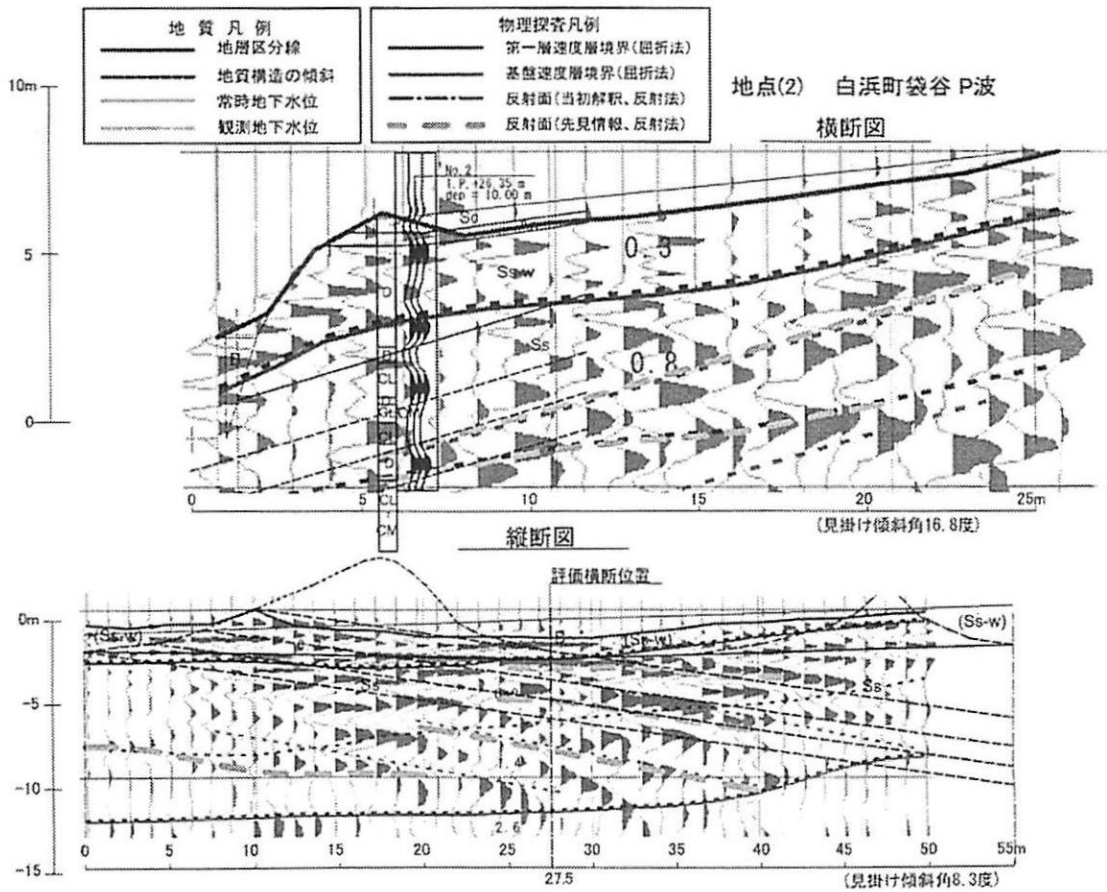 地質凡例
地層区分線
地質構造の傾斜
常時地下水位
観測地下水位
物理探査凡例
第一層速度層境界(屈折法)
基盤速度層境界(屈折法)
反射面(当初解釈、反射法)
反射面(先見情報、反射法)
地点(2) 白浜町袋谷 P波
横断図
10m
5
0
No.2
T.P.+26.35 m
dep = 10.00 m
Sd
0.3
Ss-w
D
Ss
0.8
CL
CL
CM
0 5 10 15 20 25m
(見掛け傾斜角16.8度)
縦断図
評価横断位置
0m
-5
-10
-15
(Ss-w)
(Ss-w)
(Ss-w)
Ss
2.6
0 5 10 15 20 25 30 35 40 45 50 55m
27.5
(見掛け傾斜角8.3度)